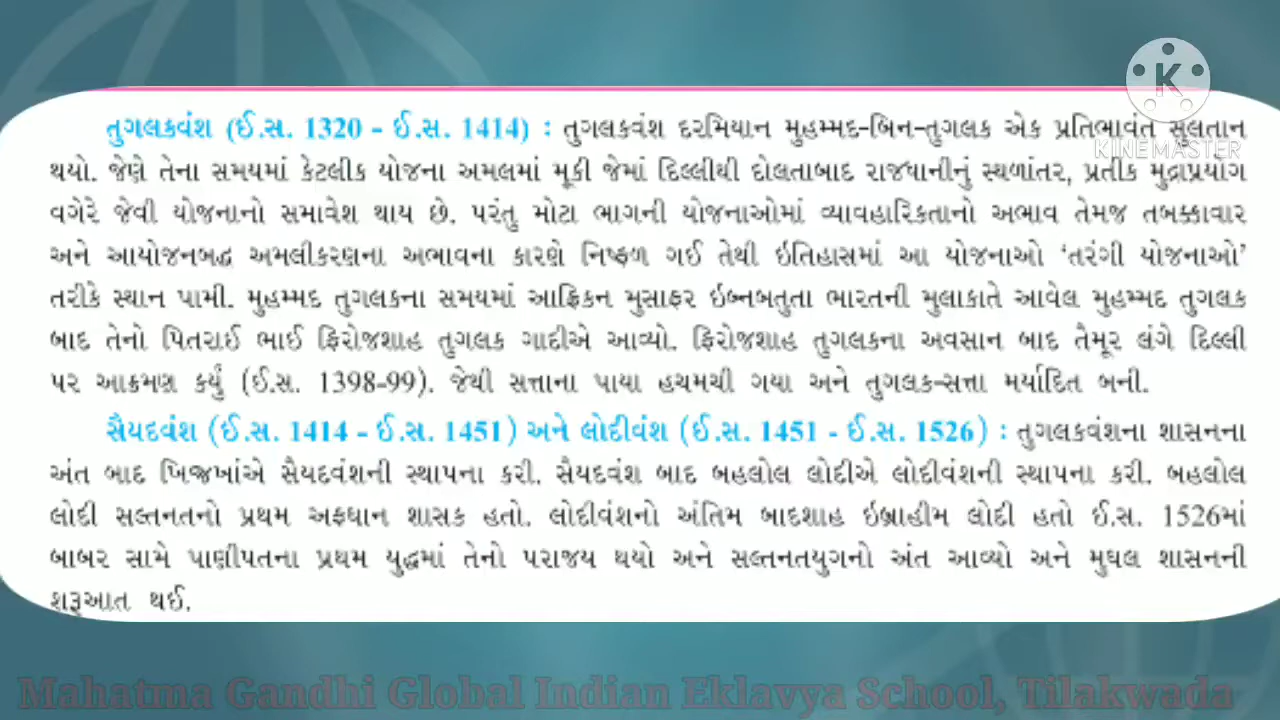 તુગલકવંશ (ઈ.સ. 1320 - ઈ.સ. 1414) : તુગલકવંશ દરમિયાન મુહમ્મદ-બિન-તુગલક એક પ્રતિભાવંત સુલતાન
થયો. જેણે તેના સમયમાં કેટલીક યોજના અમલમાં મૂકી જેમાં દિલ્લીથી દોલતાબાદ રાજધાનીનું સ્થળાંતર, પ્રતીક મુદ્રાપ્રયોગ
વગેરે જેવી યોજનાનો સમાવેશ થાય છે. પરંતુ મોટા ભાગની યોજનાઓમાં વ્યાવહારિકતાનો અભાવ તેમજ તબક્કાવાર
અને આયોજનબદ્ધ અમલીકરણના અભાવના કારણે નિષ્ફળ ગઈ તેથી ઇતિહાસમાં આ યોજનાઓ ‘તરંગી યોજનાઓ’
તરીકે સ્થાન પામી. મુહમ્મદ તુગલકના સમયમાં આફ્રિકન મુસાફર ઇબ્નબતુતા ભારતની મુલાકાતે આવેલ મુહમ્મદ તુગલક
બાદ તેનો પિતરાઈ ભાઈ ફિરોજશાહ તુગલક ગાદીએ આવ્યો. ફિરોજશાહ તુગલકના અવસાન બાદ તૈમૂર લંગે દિલ્લી
પર આક્રમણ કર્યું (ઈ.સ. 1398-99). જેથી સત્તાના પાયા હચમચી ગયા અને તુગલક-સત્તા મર્યાદિત બની.
સૈયદવંશ (ઈ.સ. 1414 - ઈ.સ. 1451) અને લોદીવંશ (ઈ.સ. 1451 - ઈ.સ. 1526) : તુગલકવંશના શાસનના
અંત બાદ ખિજ્રખાંએ સૈયદવંશની સ્થાપના કરી. સૈયદવંશ બાદ બહલોલ લોદીએ લોદીવંશની સ્થાપના કરી. બહલોલ
લોદી સલ્તનતનો પ્રથમ અફઘાન શાસક હતો. લોદીવંશનો અંતિમ બાદશાહ ઇબ્રાહીમ લોદી હતો ઈ.સ. 1526માં
બાબર સામે પાણીપતના પ્રથમ યુદ્ધમાં તેનો પરાજય થયો અને સલ્તનતયુગનો અંત આવ્યો અને મુઘલ શાસનની
શરૂઆત થઈ.
K
KINEMASTER
Mahatma Gandhi Global Indian Eklavya School, Tilakwada